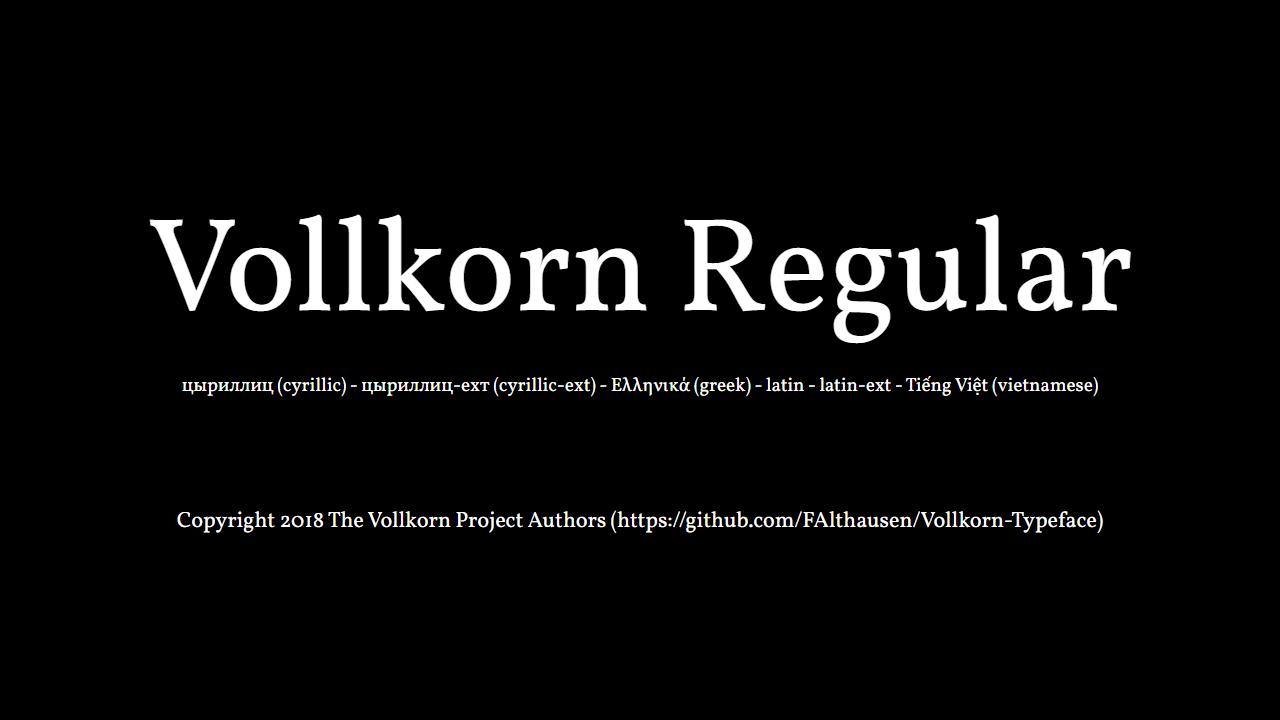 Vollkorn Regular
цыриллиц (cyrillic) - цыриллиц-ехт (cyrillic-ext) - Ελληνικά (greek) - latin - latin-ext - Tiếng Việt (vietnamese)
Copyright 2018 The Vollkorn Project Authors (https://github.com/FAlthausen/Vollkorn-Typeface)